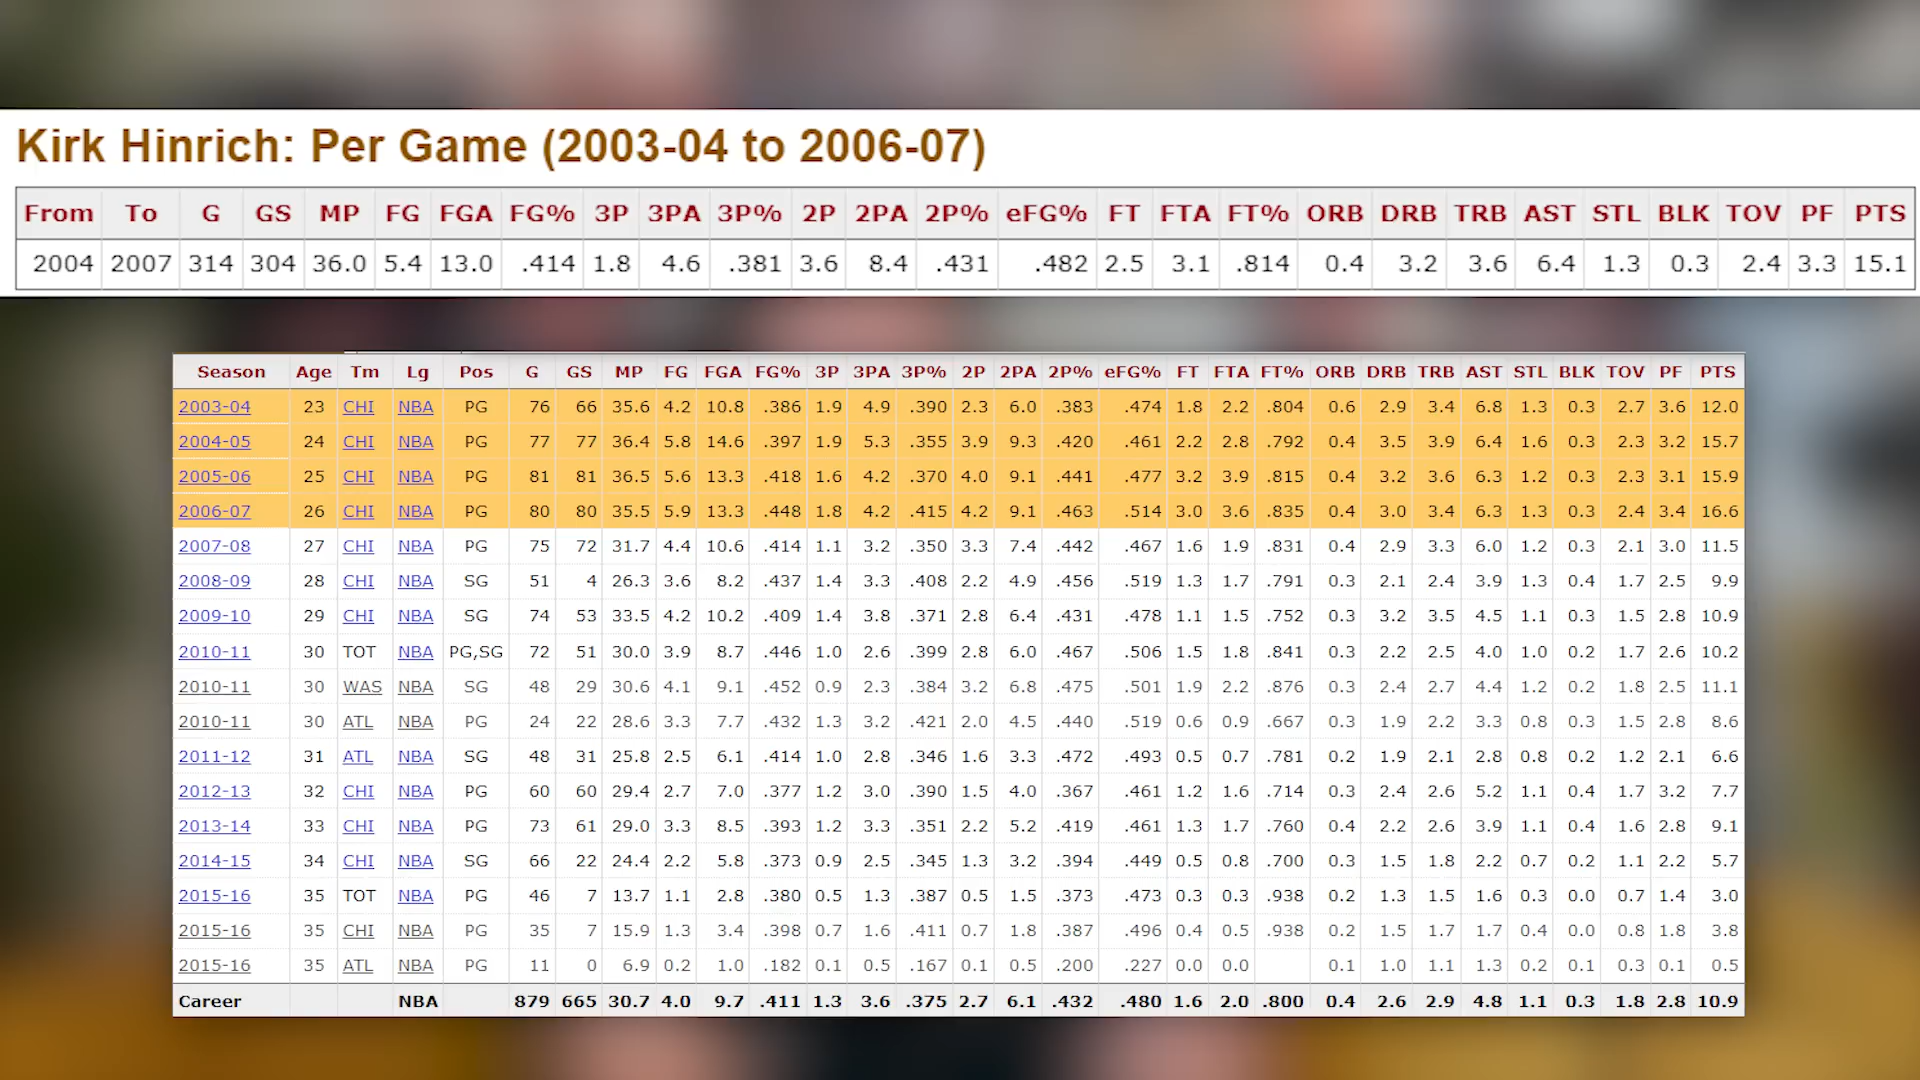 Kirk Hinrich: Per Game (2003-04 to 2006-07)
From To G GS MP FG FGA FG% 3P 3PA 3P% 2P 2PA 2P% eFG% FT FTA FT% ORB DRB TRB AST STL BLK TOV PF PTS
2004 2007 314 304 36.0 5.4 13.0 .414 1.8 4.6 .381 3.6 8.4 .431 .482 2.5 3.1 .814 0.4 3.2 3.6 6.4 1.3 0.3 2.4 3.3 15.1
Season Age Tm Lg Pos G GS MP FG FGA FG% 3P 3PA 3P% 2P 2PA 2P% eFG% FT FTA FT% ORB DRB TRB AST STL BLK TOV PF PTS
2003-04 23 CHI NBA PG 76 66 35.6 4.2 10.8 .386 1.9 4.9 .390 2.3 6.0 .383 .474 1.8 2.2 .804 0.6 2.9 3.4 6.8 1.3 0.3 2.7 3.6 12.0
2004-05 24 CHI NBA PG 77 77 36.4 5.8 14.6 .397 1.9 5.3 .355 3.9 9.3 .420 .461 2.2 2.8 .792 0.4 3.5 3.9 6.4 1.6 0.3 2.3 3.2 15.7
2005-06 25 CHI NBA PG 81 81 36.5 5.6 13.3 .418 1.6 4.2 .370 4.0 9.1 .441 .477 3.2 3.9 .815 0.4 3.2 3.6 6.3 1.2 0.3 2.3 3.1 15.9
2006-07 26 CHI NBA PG 80 80 35.5 5.9 13.3 .448 1.8 4.2 .415 4.2 9.1 .463 .514 3.0 3.6 .835 0.4 3.0 3.4 6.3 1.3 0.3 2.4 3.4 16.6
2007-08 27 CHI NBA PG 75 72 31.7 4.4 10.6 .414 1.1 3.2 .350 3.3 7.4 .442 .467 1.6 1.9 .831 0.4 2.9 3.3 6.0 1.2 0.3 2.1 3.0 11.5
2008-09 28 CHI NBA SG 51 4 26.3 3.6 8.2 .437 1.4 3.3 .408 2.2 4.9 .456 .519 1.3 1.7 .791 0.3 2.1 2.4 3.9 1.3 0.4 1.7 2.5 9.9
2009-10 29 CHI NBA SG 74 53 33.5 4.2 10.2 .409 1.4 3.8 .371 2.8 6.4 .431 .478 1.1 1.5 .752 0.3 3.2 3.5 4.5 1.1 0.3 1.5 2.8 10.9
2010-11 30 TOT NBA PG,SG 72 51 30.0 3.9 8.7 .446 1.0 2.6 .399 2.8 6.0 .467 .506 1.5 1.8 .841 0.3 2.2 2.5 4.0 1.0 0.2 1.7 2.6 10.2
2010-11 30 WAS NBA SG 48 29 30.6 4.1 9.1 .452 0.9 2.3 .384 3.2 6.8 .475 .501 1.9 2.2 .876 0.3 2.4 2.7 4.4 1.2 0.2 1.8 2.5 11.1
2010-11 30 ATL NBA PG 24 22 28.6 3.3 7.7 .432 1.3 3.2 .421 2.0 4.5 .440 .519 0.6 0.9 .667 0.3 1.9 2.2 3.3 0.8 0.3 1.5 2.8 8.6
2011-12 31 ATL NBA SG 48 31 25.8 2.5 6.1 .414 1.0 2.8 .346 1.6 3.3 .472 .493 0.5 0.7 .781 0.2 1.9 2.1 2.8 0.8 0.2 1.2 2.1 6.6
2012-13 32 CHI NBA PG 60 60 29.4 2.7 7.0 .377 1.2 3.0 .390 1.5 4.0 .367 .461 1.2 1.6 .714 0.3 2.4 2.6 5.2 1.1 0.4 1.7 3.2 7.7
2013-14 33 CHI NBA PG 73 61 29.0 3.3 8.5 .393 1.2 3.3 .351 2.2 5.2 .419 .461 1.3 1.7 .760 0.4 2.2 2.6 3.9 1.1 0.4 1.6 2.8 9.1
2014-15 34 CHI NBA SG 66 22 24.4 2.2 5.8 .373 0.9 2.5 .345 1.3 3.2 .394 .449 0.5 0.8 .700 0.3 1.5 1.8 2.2 0.7 0.2 1.1 2.2 5.7
2015-16 35 TOT NBA PG 46 7 13.7 1.1 2.8 .380 0.5 1.3 .387 0.5 1.5 .373 .473 0.3 0.3 .938 0.2 1.3 1.5 1.6 0.3 0.0 0.7 1.4 3.0
2015-16 35 CHI NBA PG 35 7 15.9 1.3 3.4 .398 0.7 1.6 .411 0.7 1.8 .387 .496 0.4 0.5 .938 0.2 1.5 1.7 1.7 0.4 0.0 0.8 1.8 3.8
2015-16 35 ATL NBA PG 11 0 6.9 0.2 1.0 .182 0.1 0.5 .167 0.1 0.5 .200 .227 0.0 0.0 0.1 1.0 1.1 1.3 0.2 0.1 0.3 0.1 0.5
Career NBA 879 665 30.7 4.0 9.7 .411 1.3 3.6 .375 2.7 6.1 .432 .480 1.6 2.0 .800 0.4 2.6 2.9 4.8 1.1 0.3 1.8 2.8 10.9